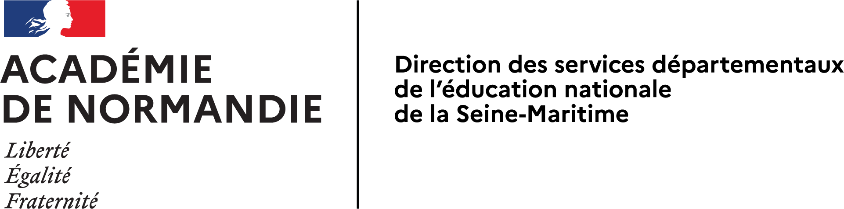 ACADÉMIE
DE NORMANDIE
Liberté
Égalité
Fraternité
Direction des services départementaux
de l'éducation nationale
de la Seine-Maritime